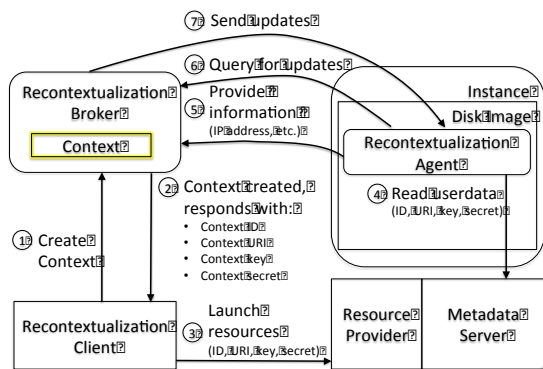 7 Send updates
6 Query for updates
Recontextualization
Broker
Context
Provide
5 information
(IP address, etc.)
Instance
Disk Image
Recontextualization
Agent
2 Context created,
responds with:
• Context ID
• Context URI
• Context key
• Context secret
4 Read userdata
(ID, URI, key, secret)
1 Create
Context
Recontextualization
Client
Launch
3 resources
(ID, URI, key, secret)
Resource
Provider
Metadata
Server